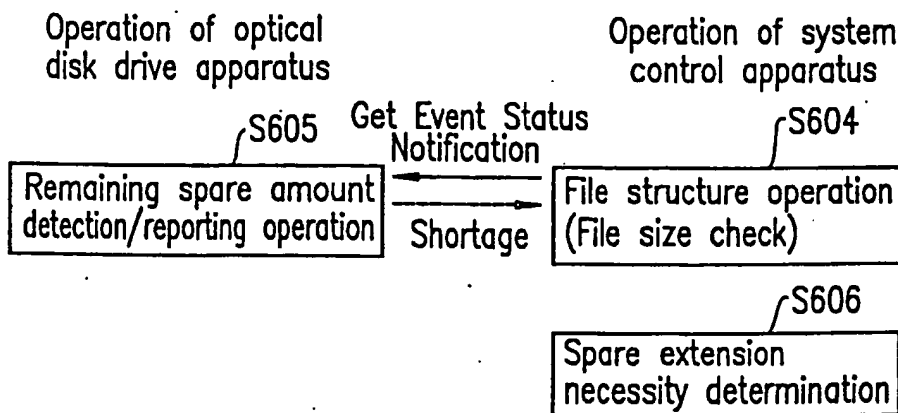 Operation of optical
disk drive apparatus
Operation of system
control apparatus
S605
Get Event Status
Notification
S604
Remaining spare amount
detection/reporting operation
Shortage
File structure operation
(File size check)
S606
Spare extension
necessity determination